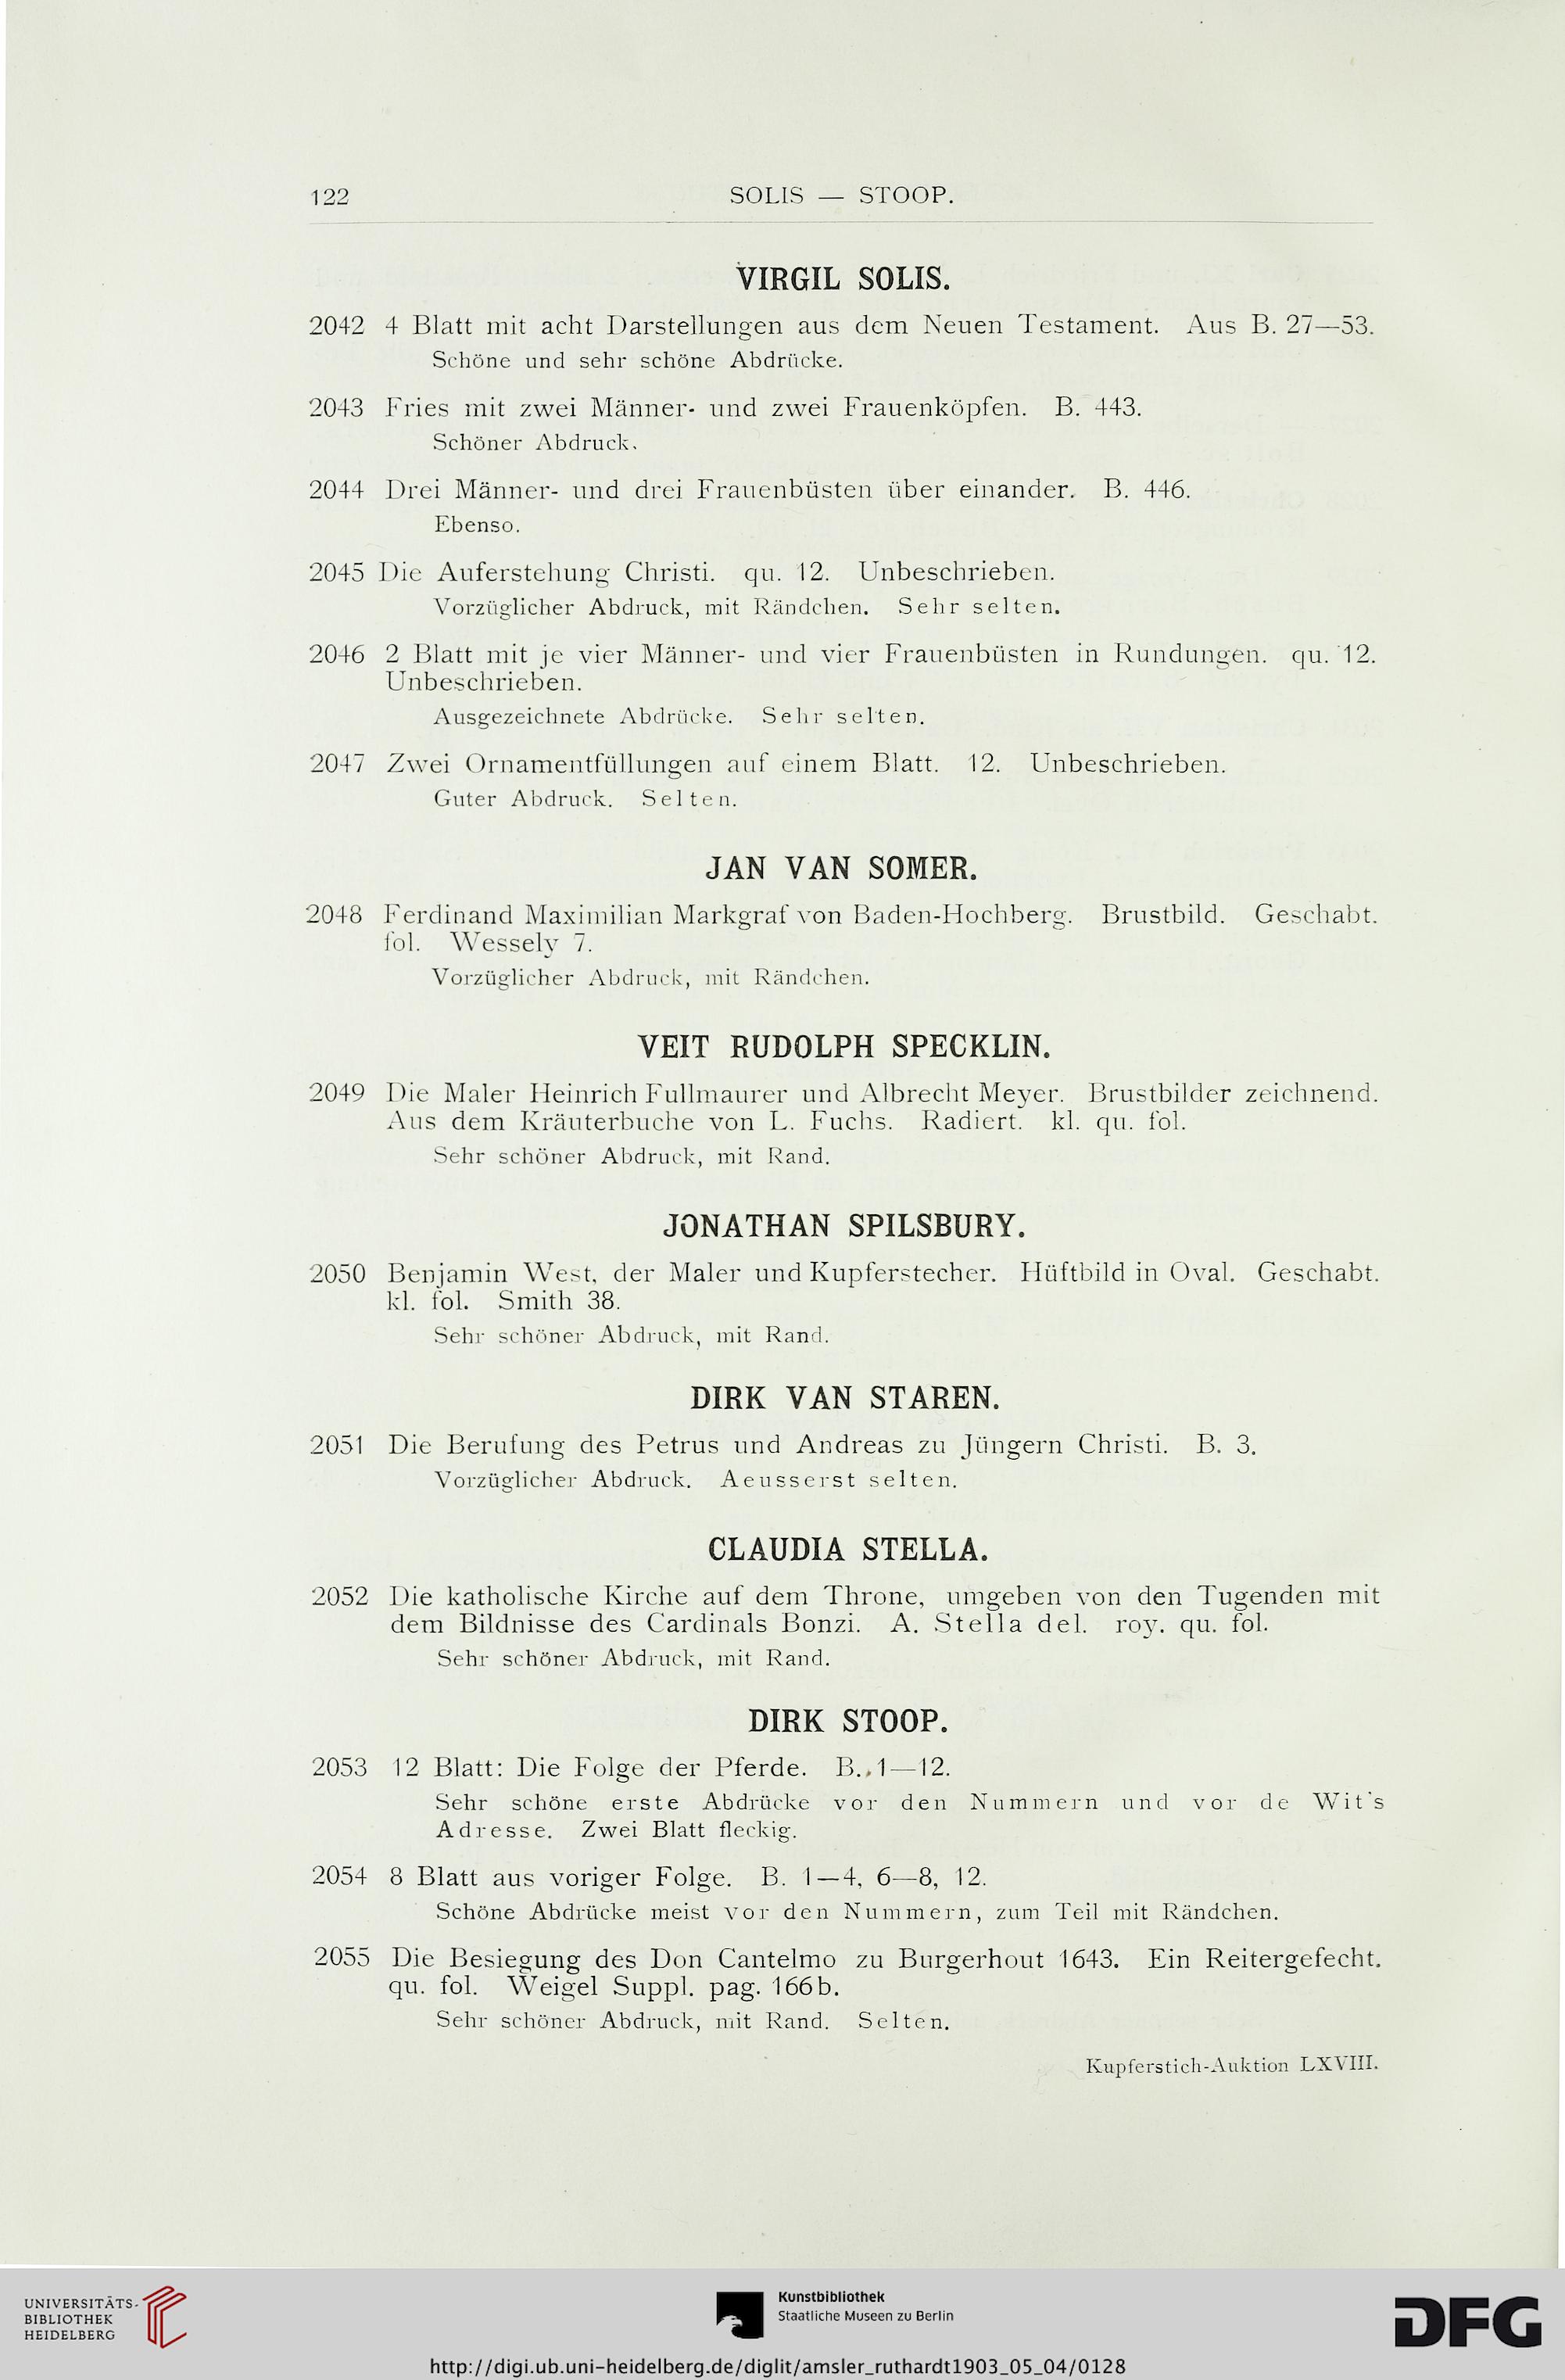 122
SOLIS — STOOP.
VIRGIL SOLIS.
2042 4 Blatt mit acht Darstellungen aus dem Neuen Testament. Aus B. 27—53.
Schöne und sehr schöne Abdrücke.
2043 Fries mit zwei Männer- und zwei Frauenköpfen. B. 443.
Schöner Abdruck.
2044 Drei Männer- und drei Frauenbüsten über einander. B. 446.
Ebenso.
2045 Die Auferstehung Christi. qu. 12. Unbeschrieben.
Vorzüglicher Abdruck, mit Rändchen. Sehr selten.
2046 2 Blatt mit je vier Männer- und vier Frauenbüsten in Rundungen. qu. 12.
Unbeschrieben.
Ausgezeichnete Abdrücke. Sehr selten.
2047 Zwei Ornamentfüllungen auf einem Blatt. 12. Unbeschrieben.
Guter Abdruck. Selten.
JAN VAN SOMER.
2048 Ferdinand Maximilian Markgraf von Baden-Hochberg. Brustbild. Geschabt.
fol. Wessely 7.
Vorzüglicher Abdruck, mit Rändchen.
VEIT RUDOLPH SPECKLIN.
2049 Die Maler Heinrich Fullmaurer und Albrecht Meyer. Brustbilder zeichnend.
Aus dem Kräuterbuche von L. Fuchs. Radiert. kl. qu. fol.
Sehr schöner Abdruck, mit Rand.
JONATHAN SPILSBURY.
2050 Benjamin West, der Maler und Kupferstecher. Hüftbild in Oval. Geschabt.
kl. fol. Smith 38.
Sehr schöner Abdruck, mit Rand.
DIRK VAN STAREN.
2051 Die Berufung des Petrus und Andreas zu Jüngern Christi. B. 3.
Vorzüglicher Abdruck. Aeusserst selten.
CLAUDIA STELLA.
2052 Die katholische Kirche auf dem Throne, umgeben von den Tugenden mit
dem Bildnisse des Cardinals Bonzi. A. Stella del. roy. qu. fol.
Sehr schöner Abdruck, mit Rand.
DIRK STOOP.
2053 12 Blatt: Die Folge der Pferde. B. 1—12.
Sehr schöne erste Abdrücke vor den Nummern und vor de Wit's
Adresse. Zwei Blatt fleckig.
2054 8 Blatt aus voriger Folge. B. 1—4, 6—8, 12.
Schöne Abdrücke meist vor den Nummern, zum Teil mit Rändchen.
2055 Die Besiegung des Don Cantelmo zu Burgerhout 1643. Ein Reitergefecht.
qu. fol. Weigel Suppl. pag. 166b.
Sehr schöner Abdruck, mit Rand. Selten.
Kupferstich-Auktion LXVIII.
UNIVERSITÄTS-
BIBLIOTHEK
HEIDELBERG
Kunstbibliothek
Staatliche Museen zu Berlin
DFG
http://digi.ub.uni-heidelberg.de/diglit/amsler_ruthardt1903_05_04/0128